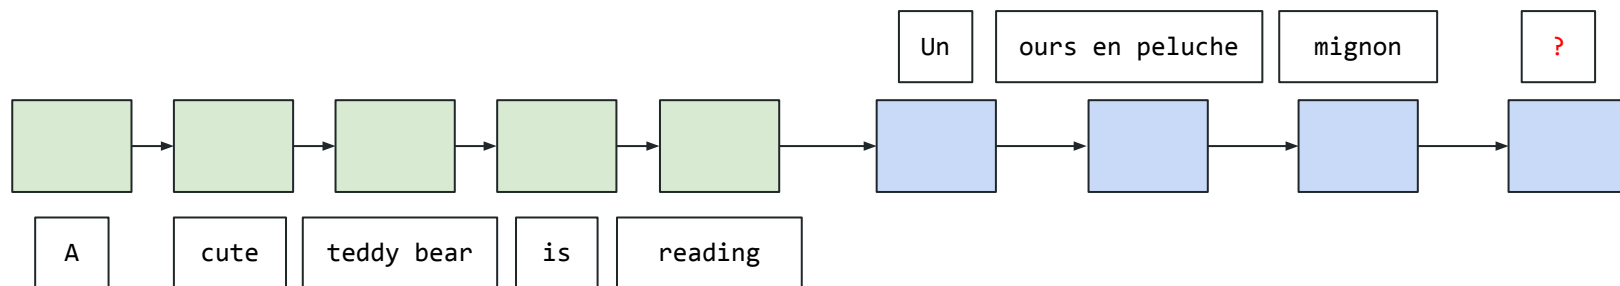 Un
ours en peluche
mignon
?
A
cute
teddy bear
is
reading